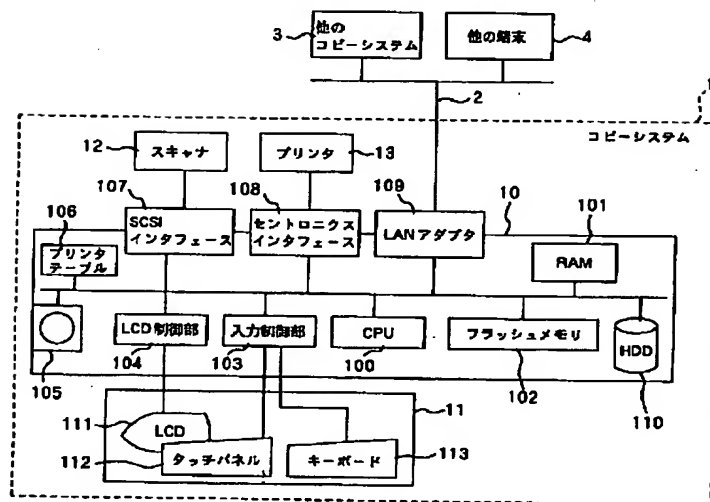 3
他の
コピーシステム
他の端末
4
2
1
コピーシステム
12
スキャナ
プリンタ
13
107
108
109
10
101
106
SCSI
インタフェース
セントロニクス
インタフェース
LANアダプタ
RAM
プリンタ
テーブル
LCD制御部
入力制御部
CPU
フラッシュメモリ
HDD
104
103
100
102
105
110
11
111
LCD
112
タッチパネル
キーボード
113